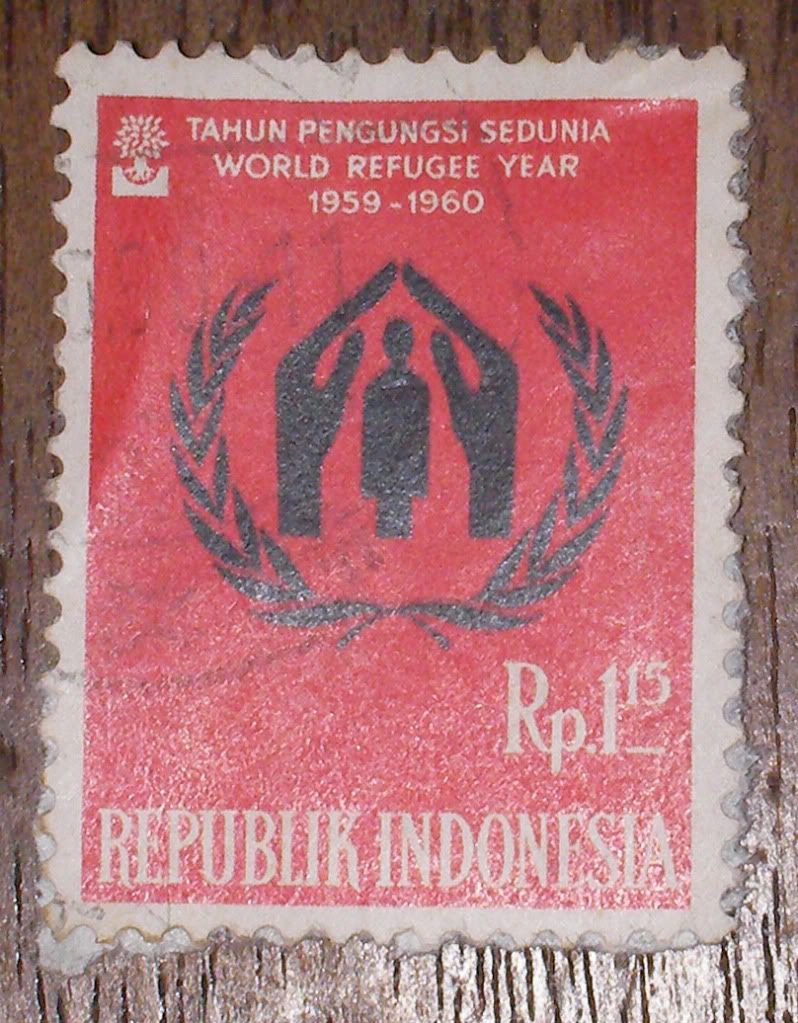 TAHUN PENGUNGSI SEDUNIA
WORLD REFUGEE YEAR
1959-1960
Rp.1 15
REPUBLIK INDONESIA